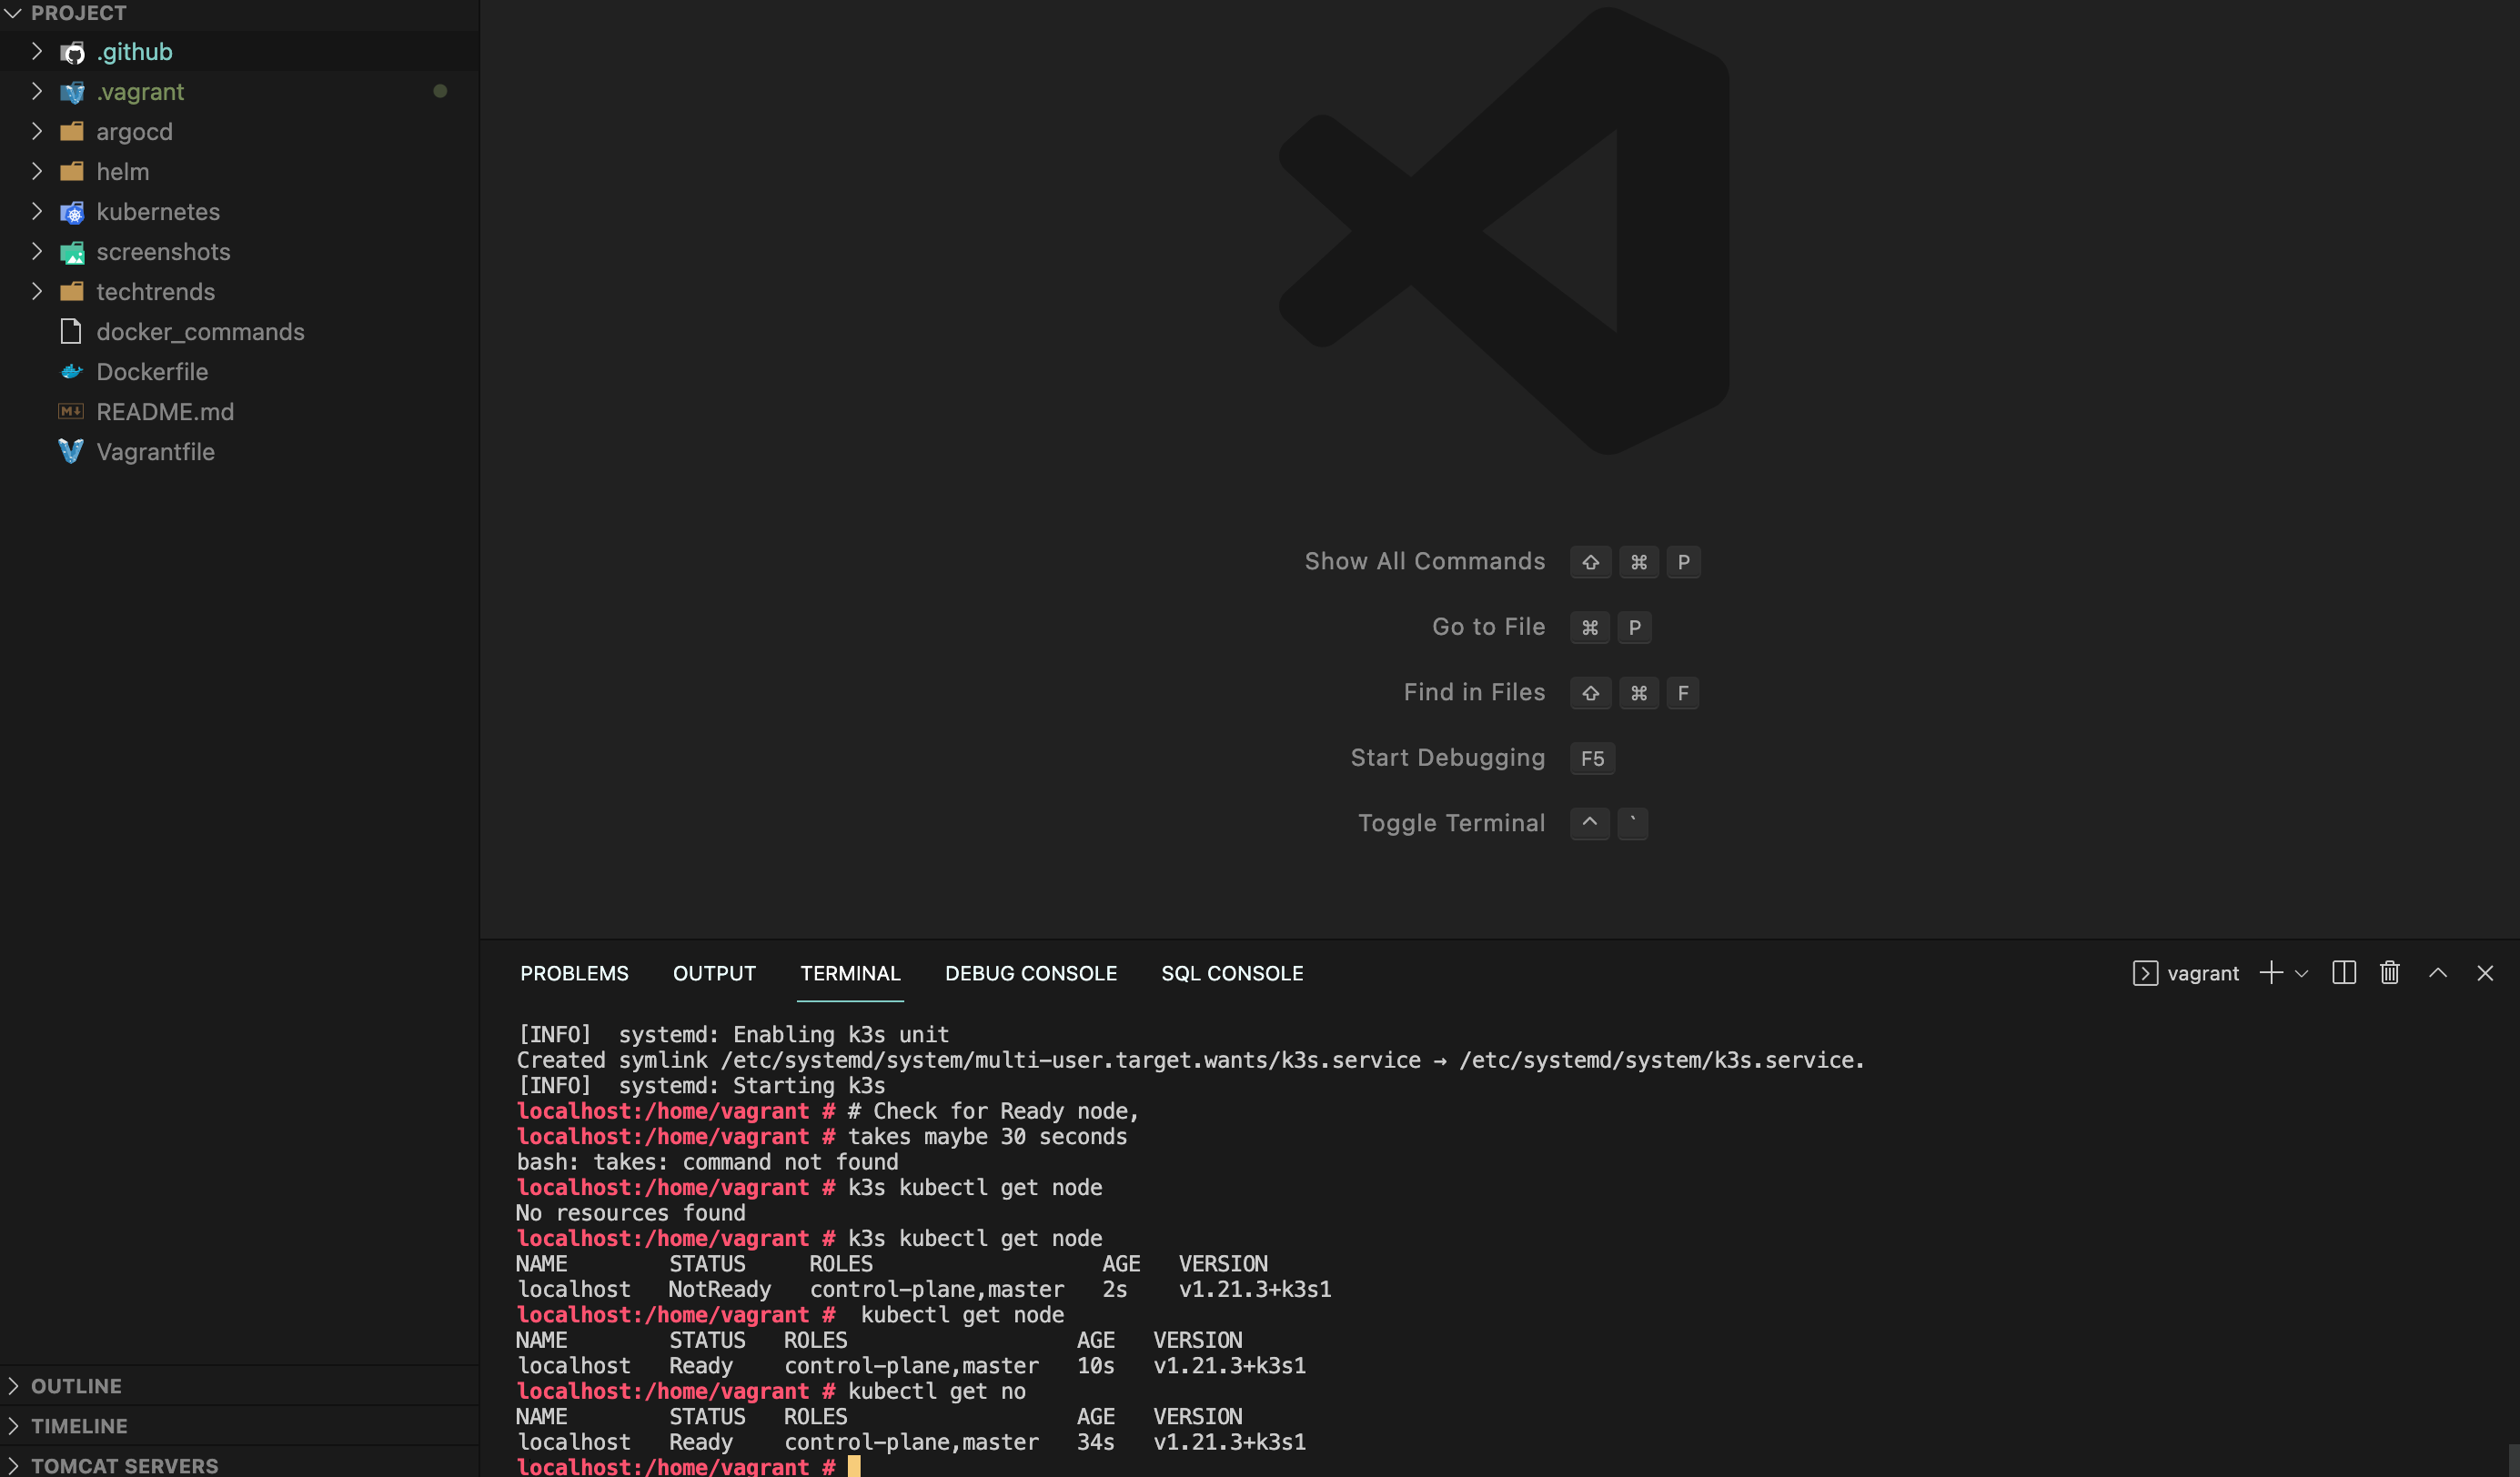 PROJECT
.github
.vagrant
argocd
helm
kubernetes
screenshots
techtrends
docker_commands
Dockerfile
README.md
Vagrantfile
OUTLINE
TIMELINE
TOMCAT SERVERS
Show All Commands ⇧ ⌘ P
Go to File ⌘ P
Find in Files ⇧ ⌘ F
Start Debugging F5
Toggle Terminal ^ `
PROBLEMS OUTPUT TERMINAL DEBUG CONSOLE SQL CONSOLE vagrant
[INFO]  systemd: Enabling k3s unit
Created symlink /etc/systemd/system/multi-user.target.wants/k3s.service → /etc/systemd/system/k3s.service.
[INFO]  systemd: Starting k3s
localhost:/home/vagrant # # Check for Ready node,
localhost:/home/vagrant # takes maybe 30 seconds
bash: takes: command not found
localhost:/home/vagrant # k3s kubectl get node
No resources found
localhost:/home/vagrant # k3s kubectl get node
NAME        STATUS     ROLES                  AGE   VERSION
localhost   NotReady   control-plane,master   2s    v1.21.3+k3s1
localhost:/home/vagrant #  kubectl get node
NAME        STATUS   ROLES                  AGE   VERSION
localhost   Ready    control-plane,master   10s   v1.21.3+k3s1
localhost:/home/vagrant # kubectl get no
NAME        STATUS   ROLES                  AGE   VERSION
localhost   Ready    control-plane,master   34s   v1.21.3+k3s1
localhost:/home/vagrant #